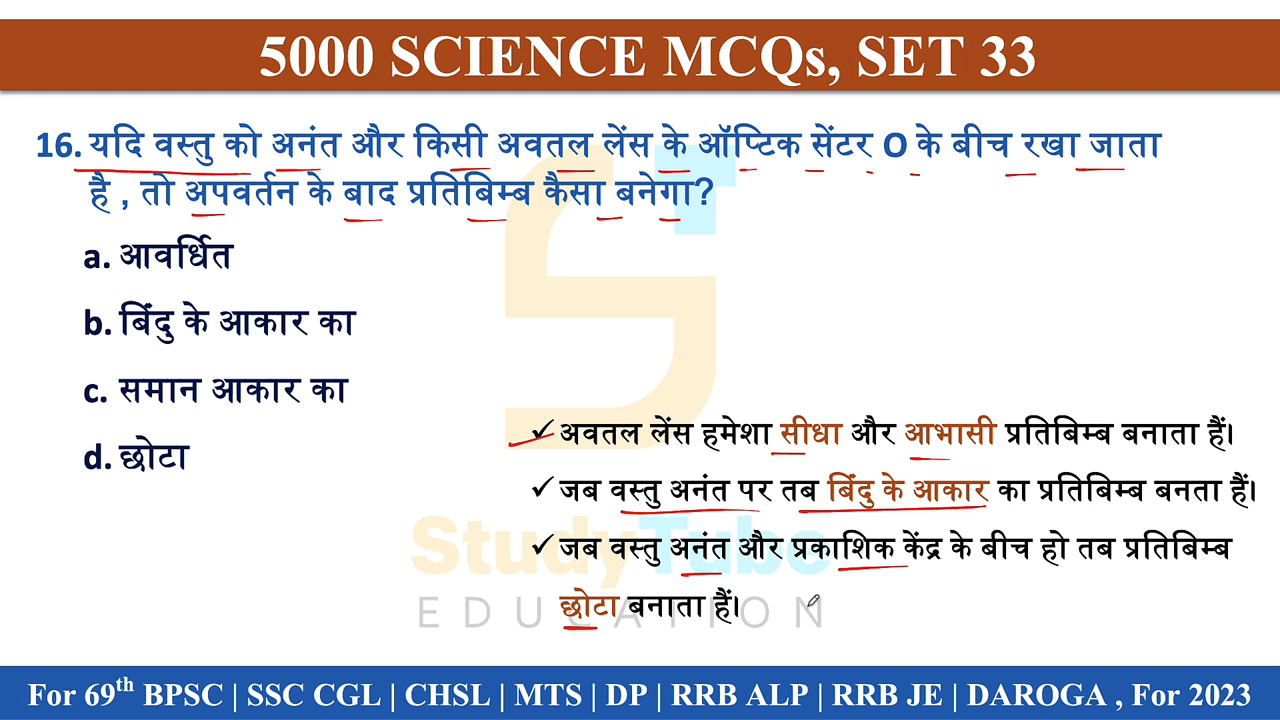 5000 SCIENCE MCQs, SET 33
16. यदि वस्तु को अनंत और किसी अवतल लेंस के ऑप्टिक सेंटर O के बीच रखा जाता
है , तो अपवर्तन के बाद प्रतिबिम्ब कैसा बनेगा?
a. आवर्धित
b. बिंदु के आकार का
c. समान आकार का
d. छोटा
✓ अवतल लेंस हमेशा सीधा और आभासी प्रतिबिम्ब बनाता हैं।
✓ जब वस्तु अनंत पर तब बिंदु के आकार का प्रतिबिम्ब बनता हैं।
✓ जब वस्तु अनंत और प्रकाशिक केंद्र के बीच हो तब प्रतिबिम्ब
छोटा बनाता हैं।
StudyTube
EDUCATION
For 69th BPSC | SSC CGL | CHSL | MTS | DP | RRB ALP | RRB JE | DAROGA , For 2023